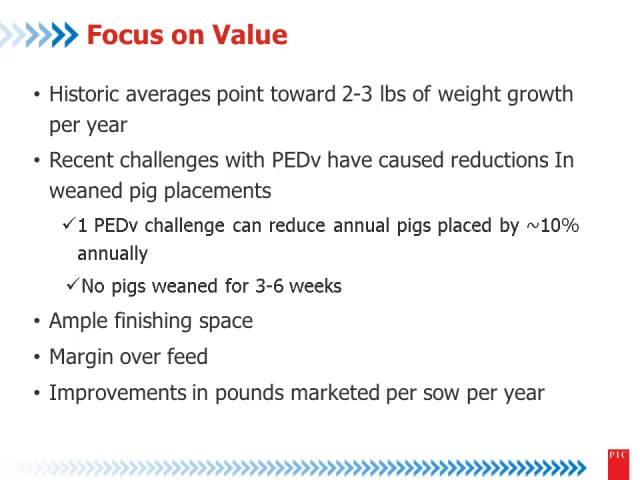 Focus on Value
• Historic averages point toward 2-3 lbs of weight growth
per year
• Recent challenges with PEDv have caused reductions In
weaned pig placements
✓1 PEDv challenge can reduce annual pigs placed by ~10%
annually
✓No pigs weaned for 3-6 weeks
• Ample finishing space
• Margin over feed
• Improvements in pounds marketed per sow per year
PIC